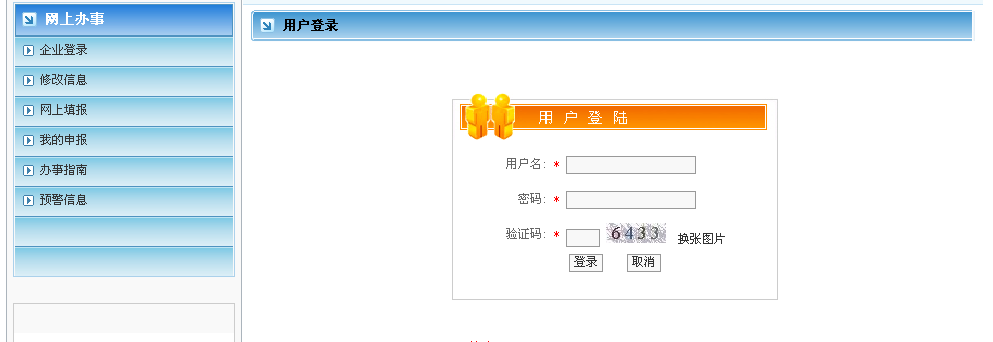 网上办事
企业登录
修改信息
网上填报
我的申报
办事指南
预警信息
用户登录
用 户 登 陆
用户名: *
密码: *
验证码: * 6433 换张图片
登录 取消